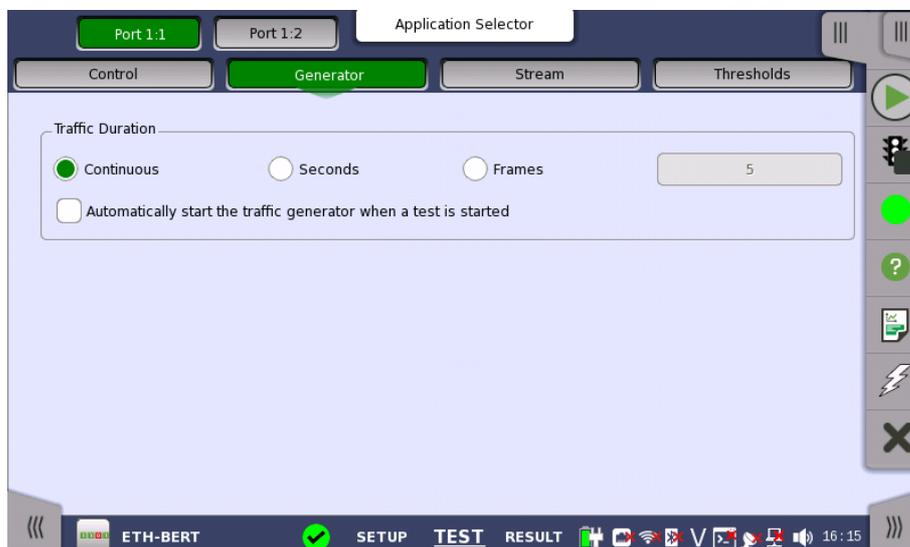 Application Selector
Port 1:1 Port 1:2
Control Generator Stream Thresholds
Traffic Duration
Continuous Seconds Frames 5
Automatically start the traffic generator when a test is started
ETH-BERT SETUP TEST RESULT 16:15